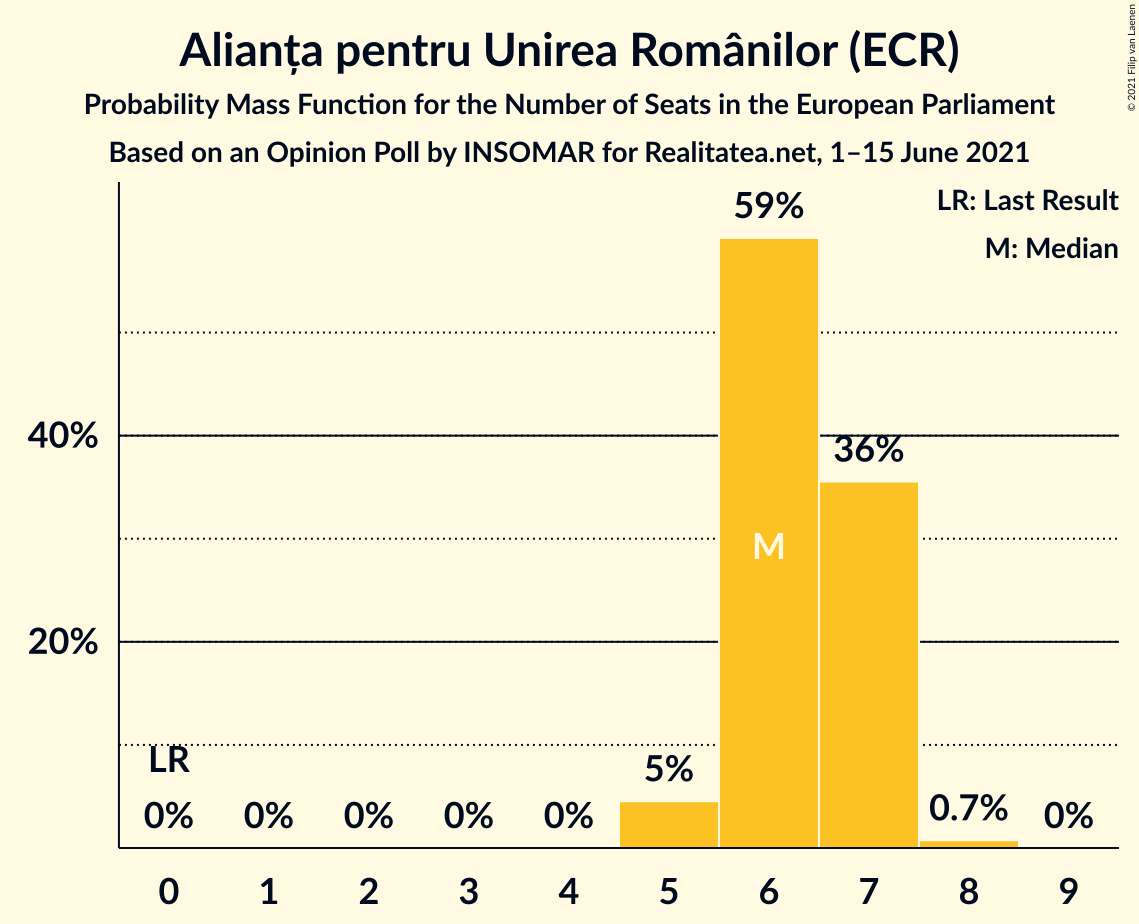 Alianța pentru Unirea Românilor (ECR)
Probability Mass Function for the Number of Seats in the European Parliament
Based on an Opinion Poll by INSOMAR for Realitatea.net, 1–15 June 2021
© 2021 Filip van Laenen
LR: Last Result
M: Median
59%
40%
36%
M
20%
LR
0%
0%
0%
0%
0%
5%
0.7%
0%
0
1
2
3
4
5
6
7
8
9